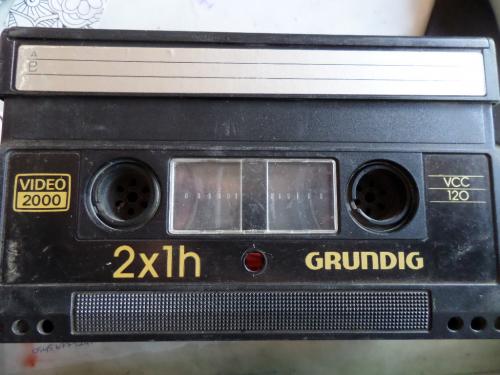 A
B
VIDEO
2000
VCC
120
2x1h
GRUNDIG